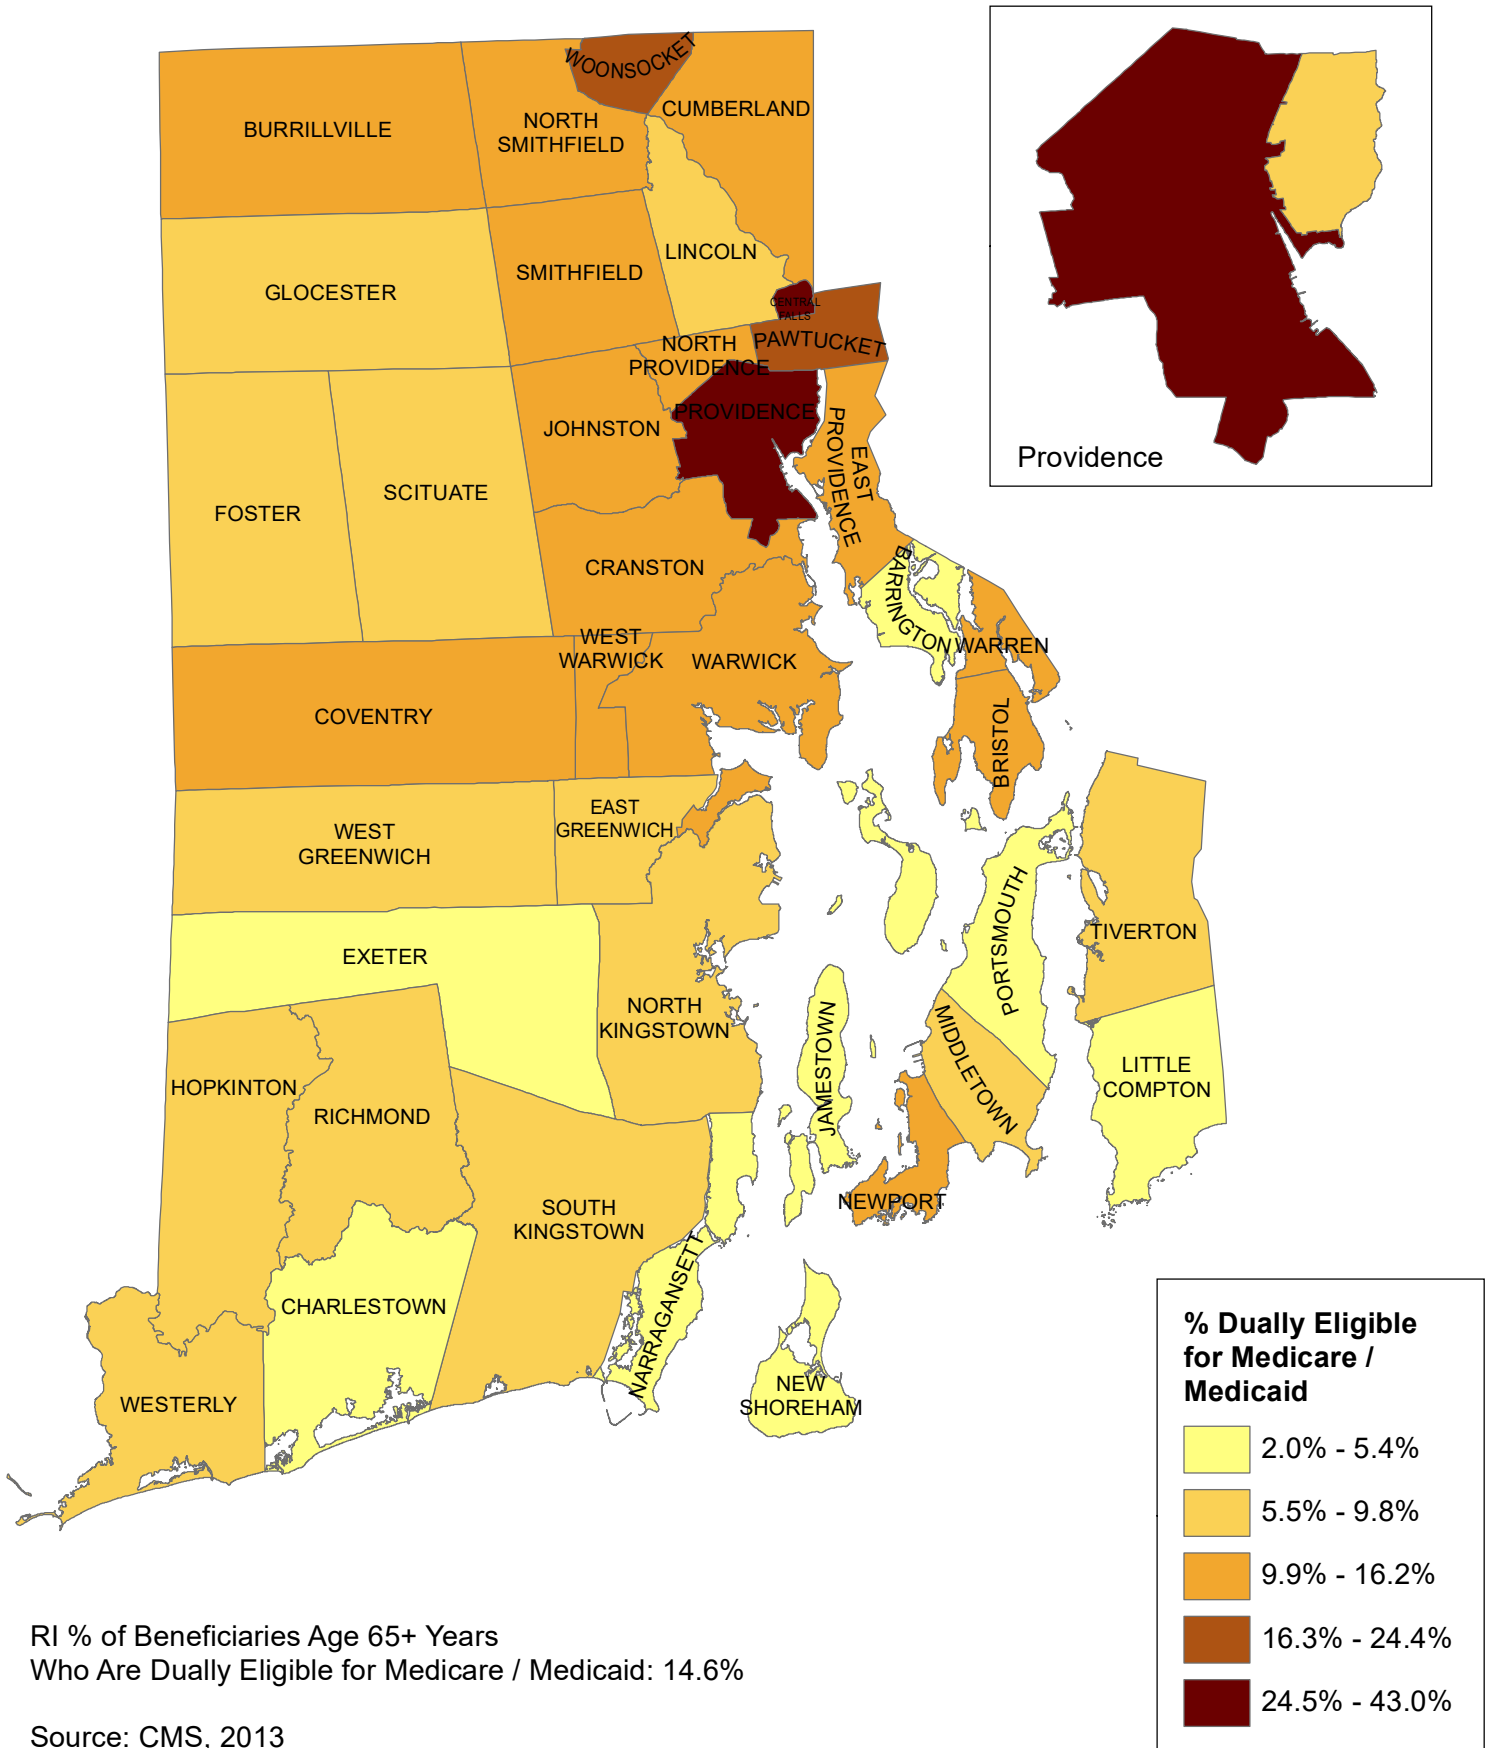 WOONSOCKET
CUMBERLAND
BURRILLVILLE
NORTH
SMITHFIELD
LINCOLN
SMITHFIELD
GLOCESTER
CENTRAL
FALLS
PAWTUCKET
NORTH
PROVIDENCE
PROVIDENCE
JOHNSTON
EAST
PROVIDENCE
Providence
SCITUATE
FOSTER
CRANSTON
BARRINGTON
WARREN
WEST
WARWICK
WARWICK
COVENTRY
BRISTOL
EAST
GREENWICH
WEST
GREENWICH
PORTSMOUTH
TIVERTON
EXETER
NORTH
KINGSTOWN
JAMESTOWN
MIDDLETOWN
LITTLE
COMPTON
HOPKINTON
RICHMOND
NEWPORT
SOUTH
KINGSTOWN
NARRAGANSETT
CHARLESTOWN
NEW
SHOREHAM
WESTERLY
% Dually Eligible
for Medicare /
Medicaid
2.0% - 5.4%
5.5% - 9.8%
9.9% - 16.2%
16.3% - 24.4%
24.5% - 43.0%
RI % of Beneficiaries Age 65+ Years
Who Are Dually Eligible for Medicare / Medicaid: 14.6%
Source: CMS, 2013